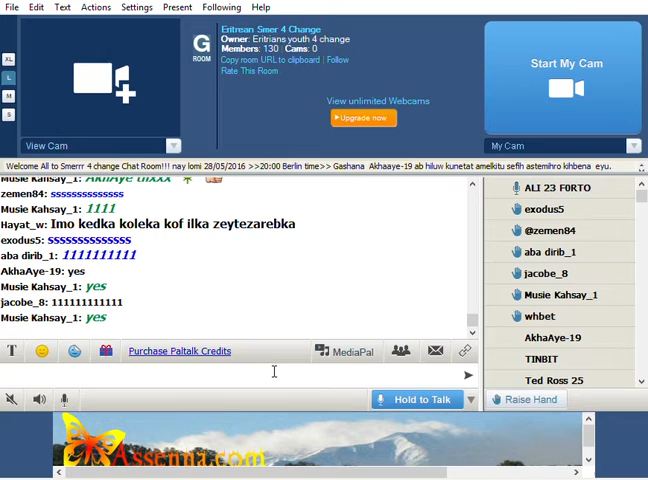 File Edit Text Actions Settings Present Following Help
XL
L
M
S
View Cam
G
ROOM
Eritrean Smer 4 Change
Owner: Eritrians youth 4 change
Members: 130 Cams: 0
Copy room URL to clipboard | Follow
Rate This Room
View unlimited Webcams
Upgrade now
Start My Cam
My Cam
Welcome All to Smerrr 4 change Chat Room!!! nay lomi 28/05/2016 >>20:00 Berlin time>> Gashana Akhaaye-19 ab hiluw kunetat amelkitu sefih astemihro kihbena eyu.
Musie Kahsay_1: AkhAye thxxx
zemen84: ssssssssssssss
Musie Kahsay_1: 1111
Hayat_w: Imo kedka koleka kof ilka zeytezarebka
exodus5: ssssssssssssss
aba dirib_1: 1111111111
AkhaAye-19: yes
Musie Kahsay_1: yes
jacobe_8: 111111111111
Musie Kahsay_1: yes
ALI 23 FORTO
exodus5
@zemen84
aba dirib_1
jacobe_8
Musie Kahsay_1
whbet
AkhaAye-19
TINBIT
Ted Ross 25
T Purchase Paltalk Credits MediaPal
Hold to Talk
Raise Hand
Assenna.com